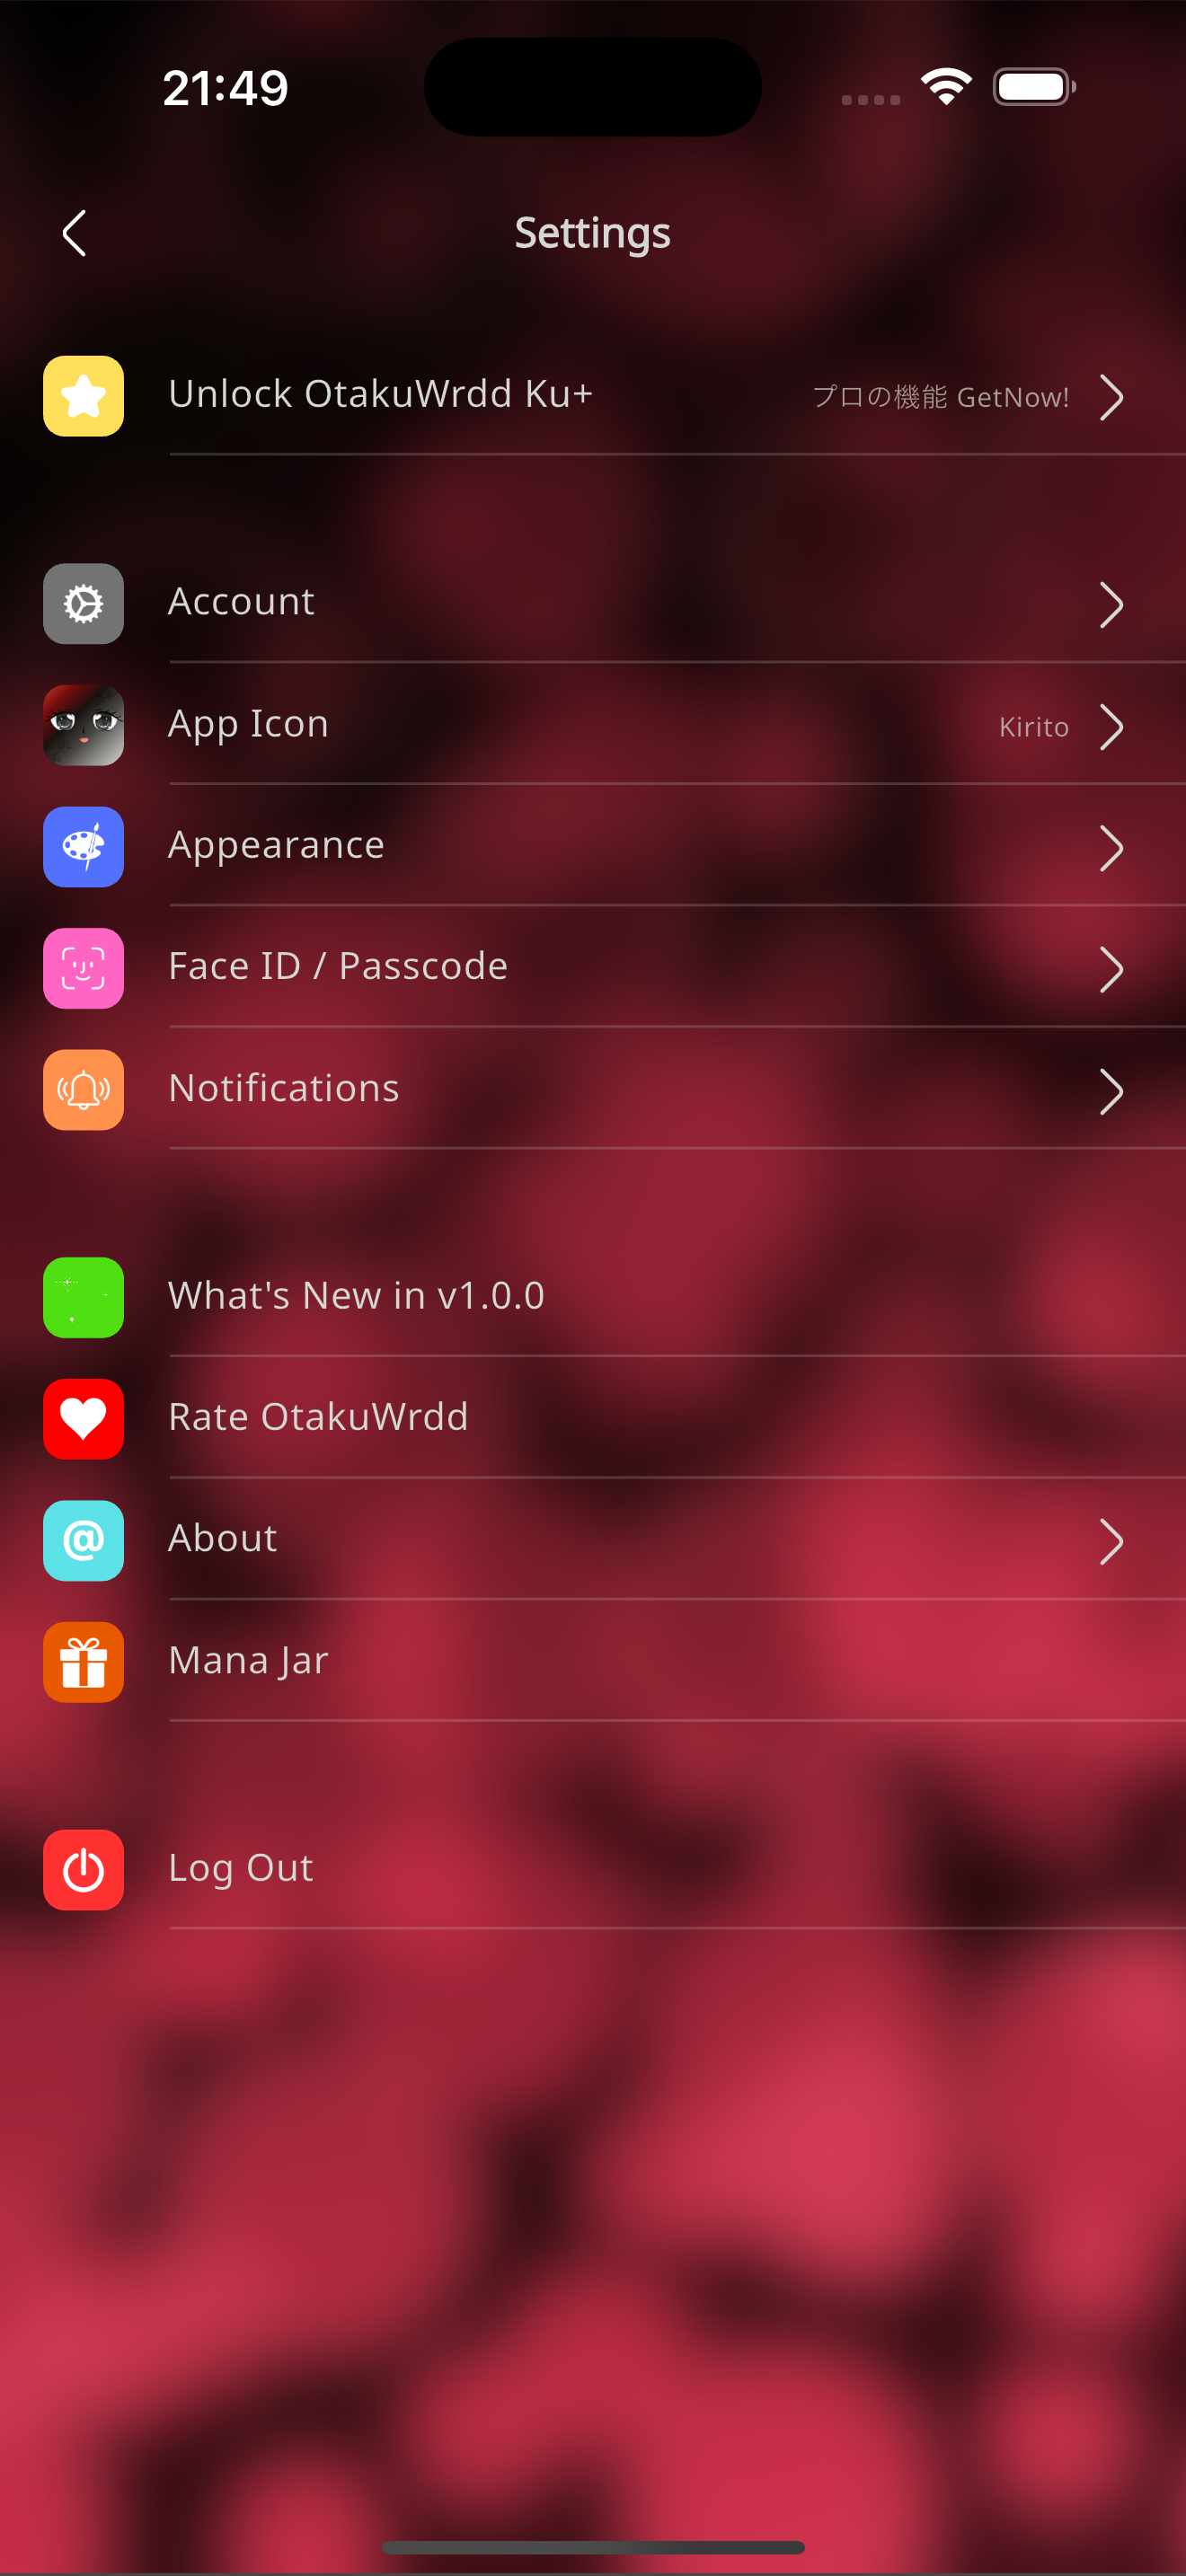 21:49
Settings
Unlock OtakuWrdd Ku+ プロの機能 GetNow!
Account
App Icon Kirito
Appearance
Face ID / Passcode
Notifications
What's New in v1.0.0
Rate OtakuWrdd
@ About
Mana Jar
Log Out